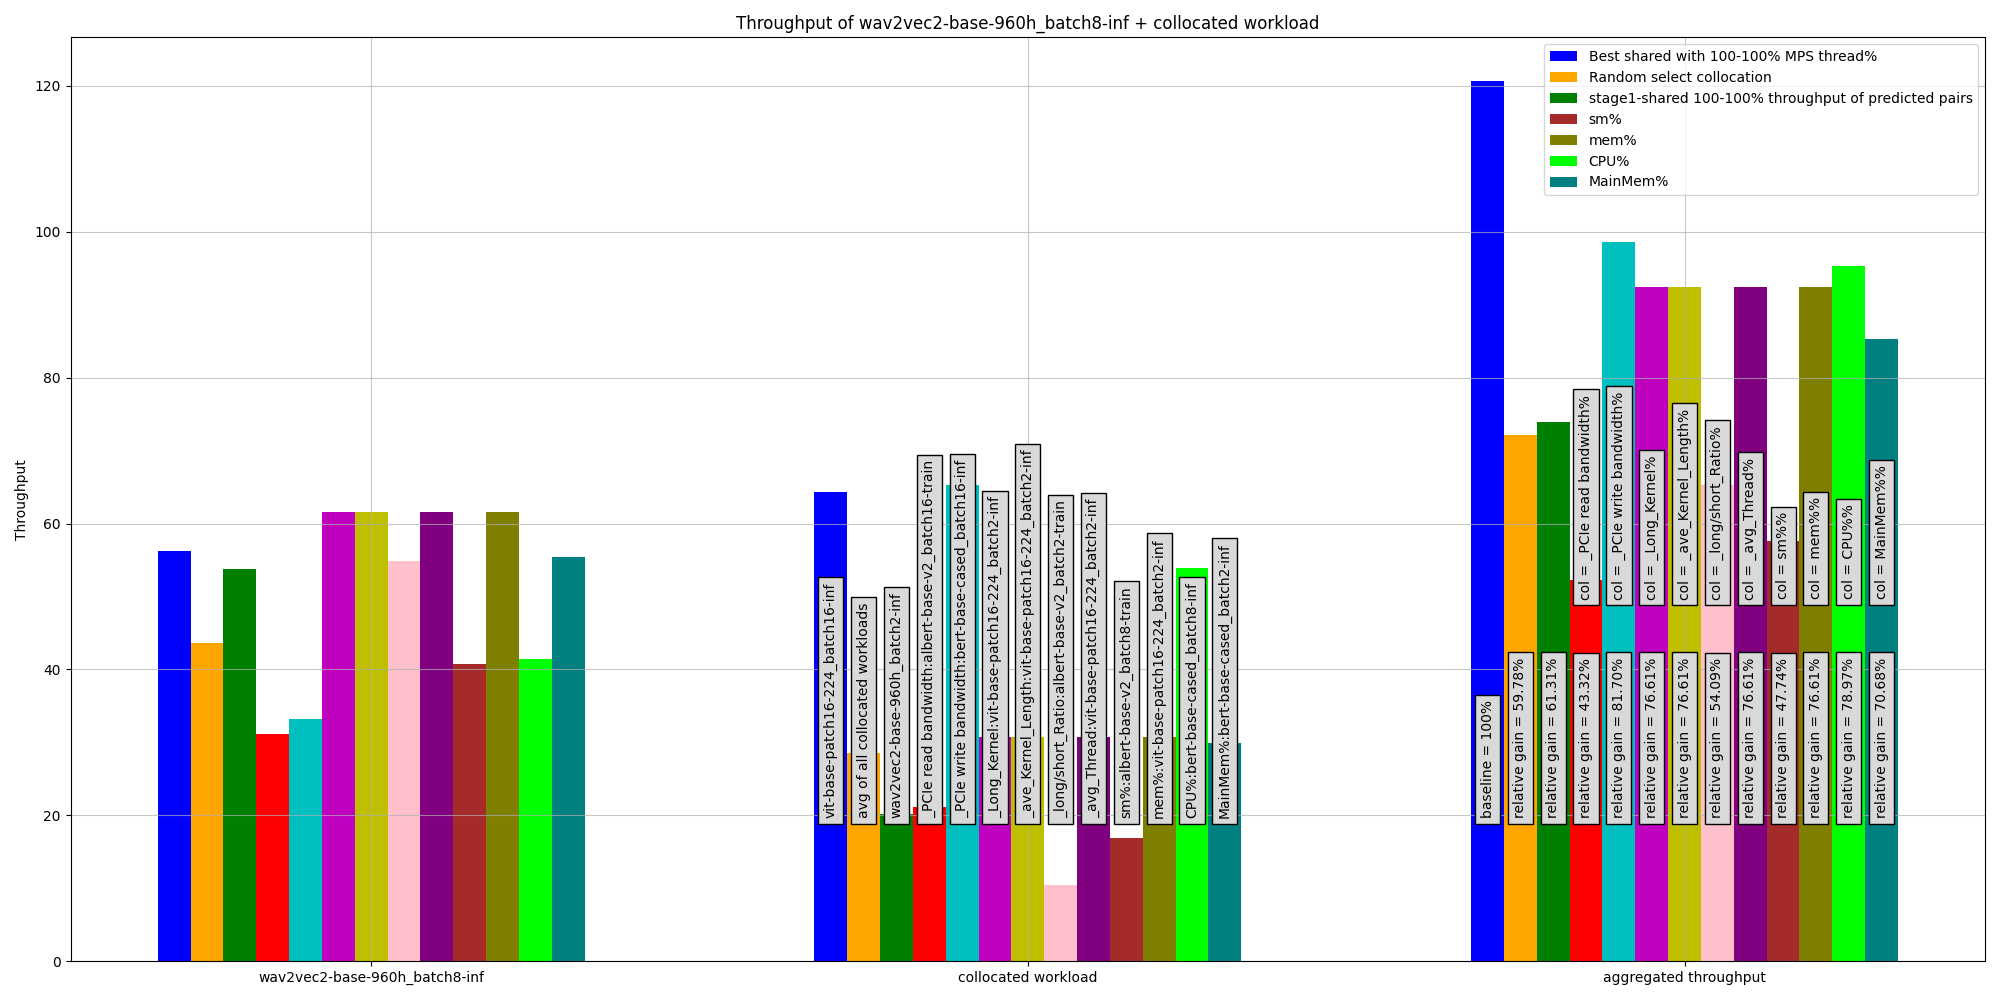 Throughput of wav2vec2-base-960h_batch8-inf + collocated workload
Throughput
120
100
80
60
40
20
0
Best shared with 100-100% MPS thread%
Random select collocation
stage1-shared 100-100% throughput of predicted pairs
sm%
mem%
CPU%
MainMem%
vit-base-patch16-224_batch16-inf
avg of all collocated workloads
wav2vec2-base-960h_batch2-inf
_PCIe read bandwidth:albert-base-v2_batch16-train
_PCIe write bandwidth:bert-base-cased_batch16-inf
_Long_Kernel:vit-base-patch16-224_batch2-inf
_ave_Kernel_Length:vit-base-patch16-224_batch2-inf
_long/short_Ratio:albert-base-v2_batch2-train
_avg_Thread:vit-base-patch16-224_batch2-inf
sm%:albert-base-v2_batch8-train
mem%:vit-base-patch16-224_batch2-inf
CPU%:bert-base-cased_batch8-inf
MainMem%:bert-base-cased_batch2-inf
col = _PCIe read bandwidth%
col = _PCIe write bandwidth%
col = _Long_Kernel%
col = _ave_Kernel_Length%
col = _long/short_Ratio%
col = _avg_Thread%
col = sm%%
col = mem%%
col = CPU%%
col = MainMem%%
baseline = 100%
relative gain = 59.78%
relative gain = 61.31%
relative gain = 43.32%
relative gain = 81.70%
relative gain = 76.61%
relative gain = 76.61%
relative gain = 54.09%
relative gain = 76.61%
relative gain = 47.74%
relative gain = 76.61%
relative gain = 78.97%
relative gain = 70.68%
wav2vec2-base-960h_batch8-inf
collocated workload
aggregated throughput